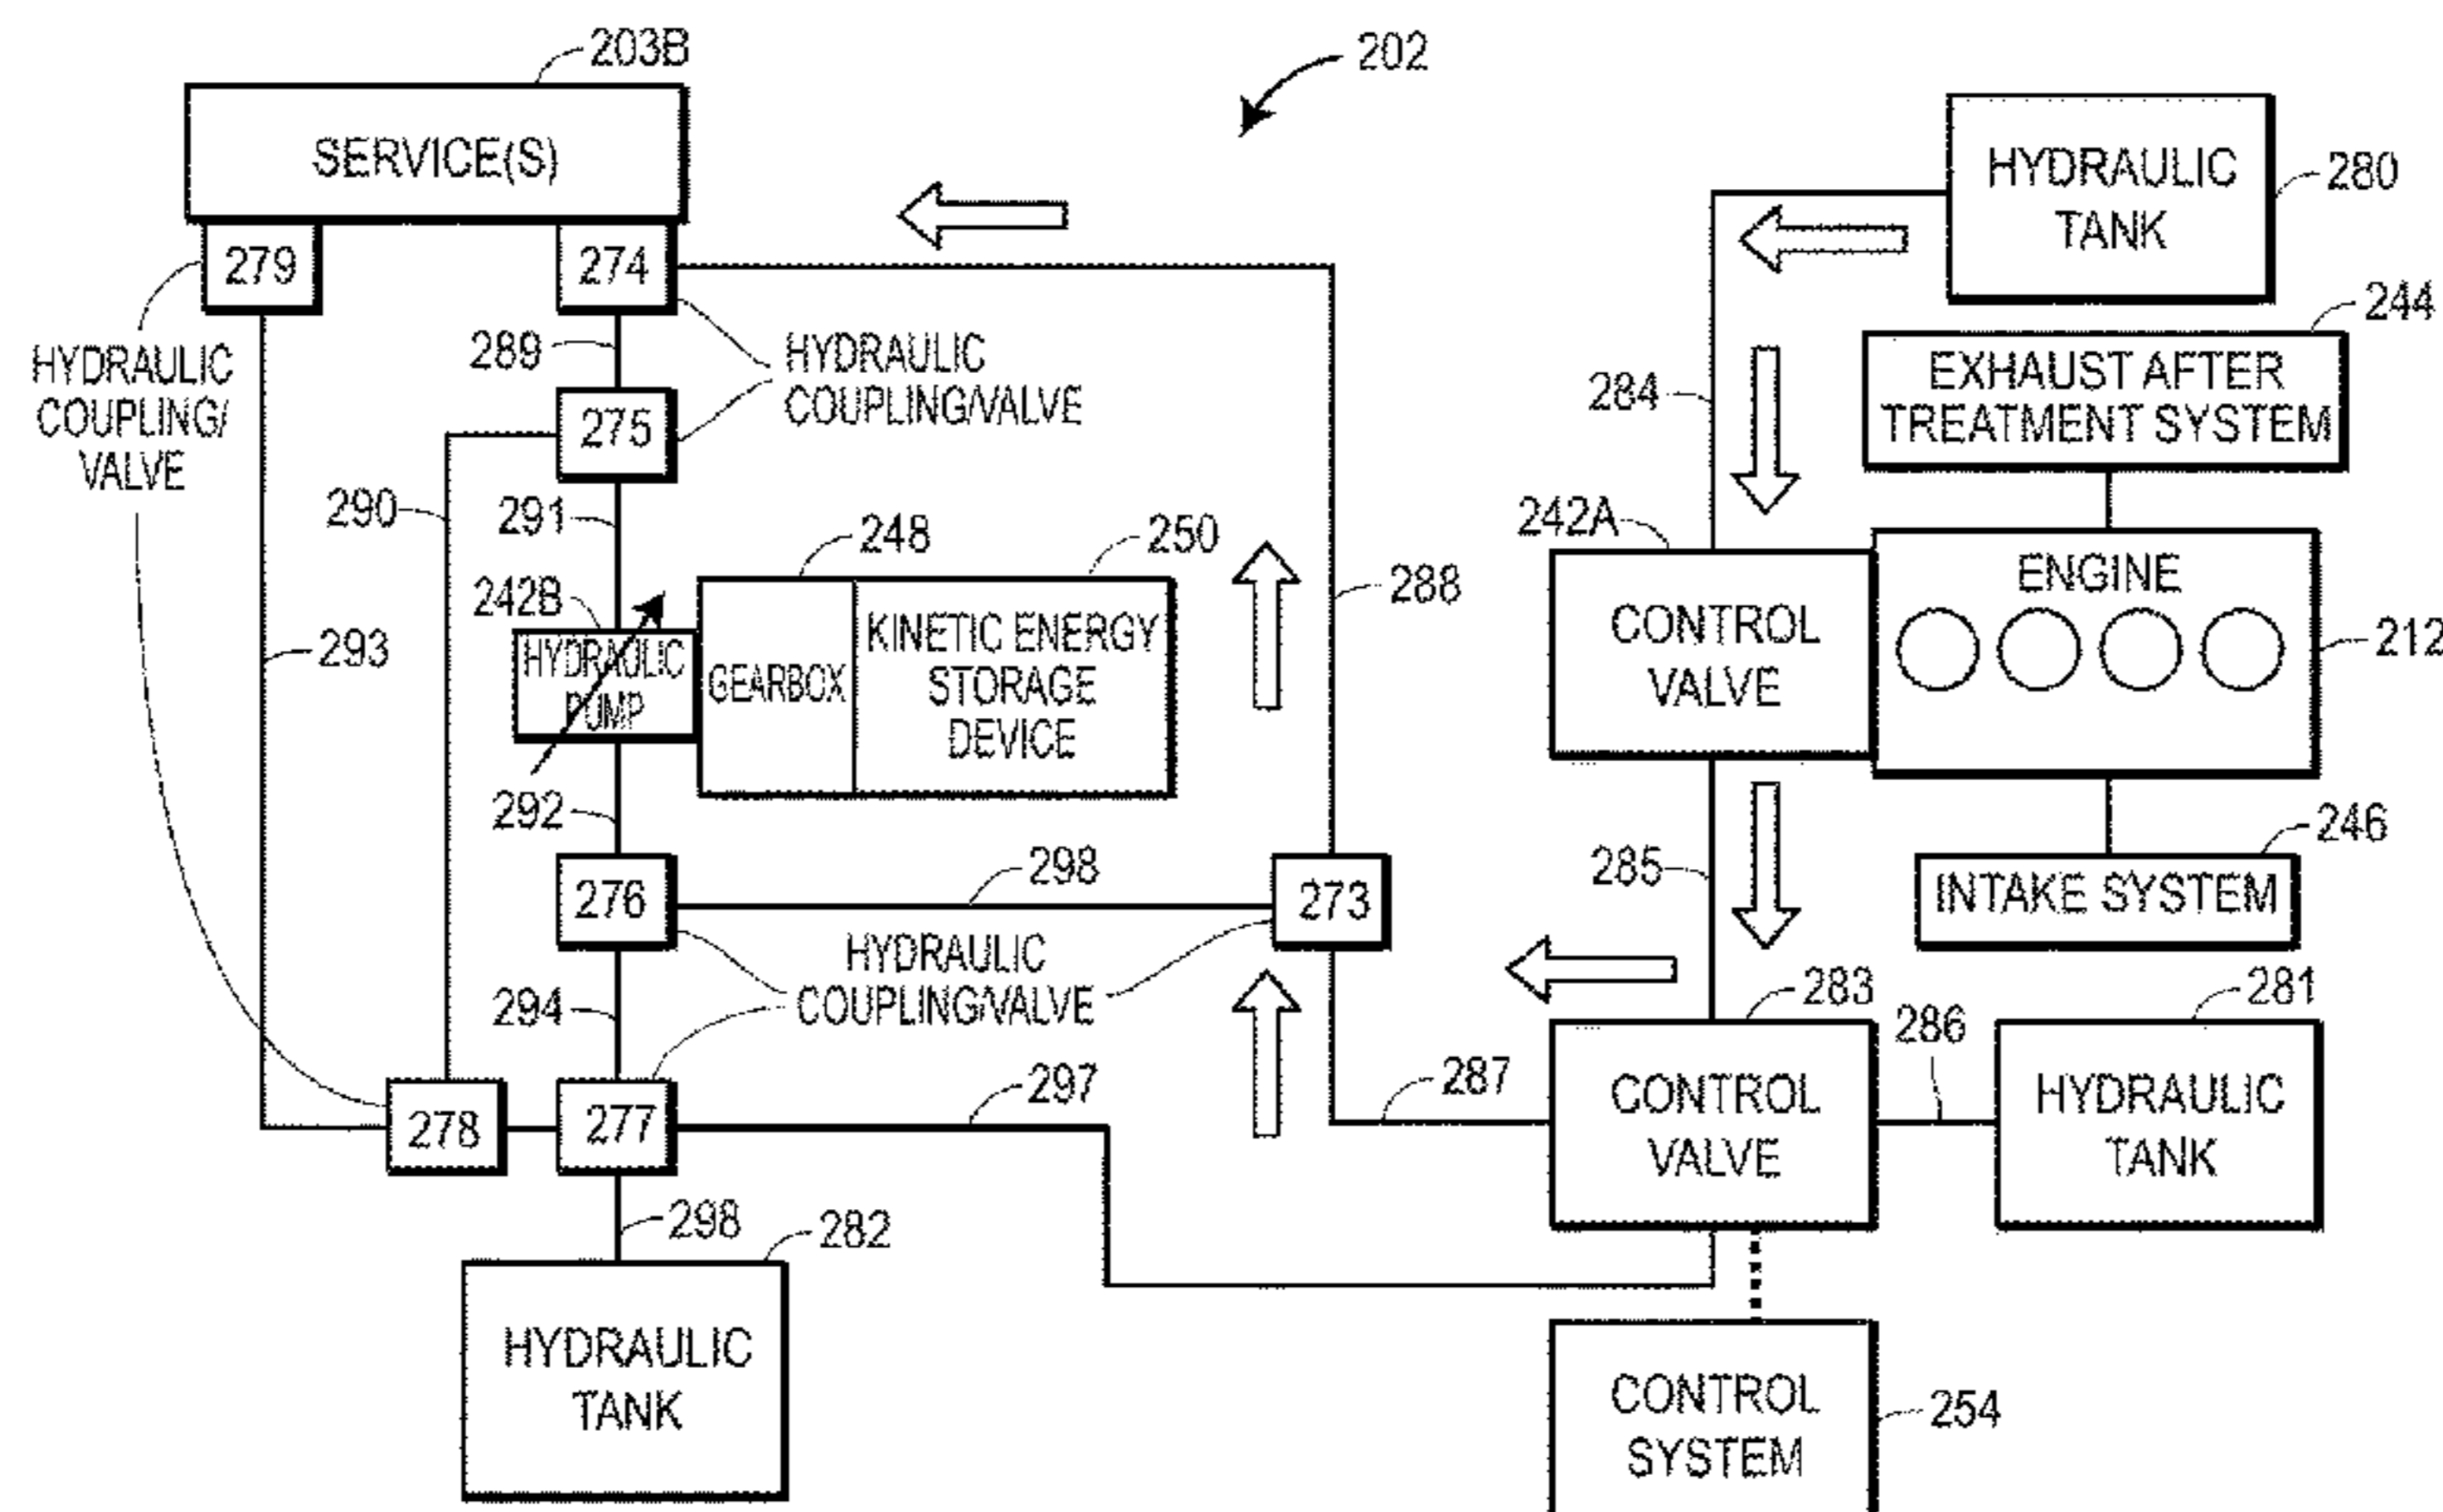 203B
202
SERVICE(S)
HYDRAULIC
TANK
280
279
274
244
HYDRAULIC
COUPLING/
VALVE
289
HYDRAULIC
COUPLING/VALVE
284
EXHAUST AFTER
TREATMENT SYSTEM
275
290
291
248
250
242A
242B
HYDRAULIC
PUMP
GEARBOX
KINETIC ENERGY
STORAGE
DEVICE
288
CONTROL
VALVE
ENGINE
212
293
292
246
276
298
273
285
INTAKE SYSTEM
HYDRAULIC
COUPLING/VALVE
294
283
281
286
278
277
297
287
CONTROL
VALVE
HYDRAULIC
TANK
298
282
HYDRAULIC
TANK
CONTROL
SYSTEM
254